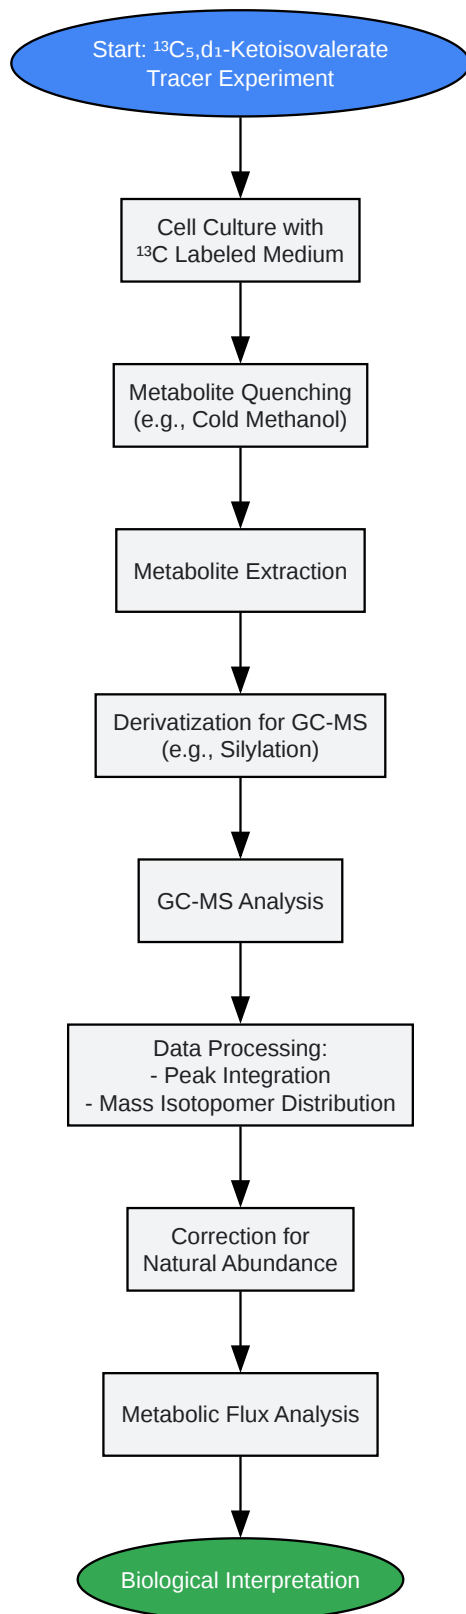 Start: ¹³C₅,d₁-Ketoisovalerate
Tracer Experiment
Cell Culture with
¹³C Labeled Medium
Metabolite Quenching
(e.g., Cold Methanol)
Metabolite Extraction
Derivatization for GC-MS
(e.g., Silylation)
GC-MS Analysis
Data Processing:
- Peak Integration
- Mass Isotopomer Distribution
Correction for
Natural Abundance
Metabolic Flux Analysis
Biological Interpretation